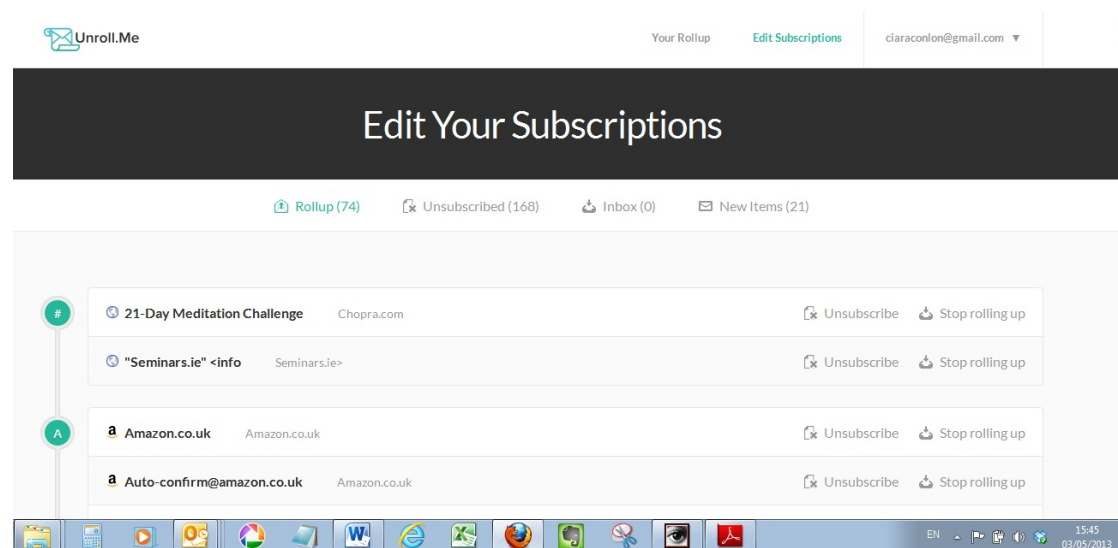 Unroll.Me Your Rollup Edit Subscriptions ciaraconlon@gmail.com ▼
Edit Your Subscriptions
Rollup (74) Unsubscribed (168) Inbox (0) New Items (21)
# 21-Day Meditation Challenge Chopra.com Unsubscribe Stop rolling up
"Seminars.ie" <info Seminars.ie> Unsubscribe Stop rolling up
A a Amazon.co.uk Amazon.co.uk Unsubscribe Stop rolling up
a Auto-confirm@amazon.co.uk Amazon.co.uk Unsubscribe Stop rolling up
EN 15:45
03/05/2013